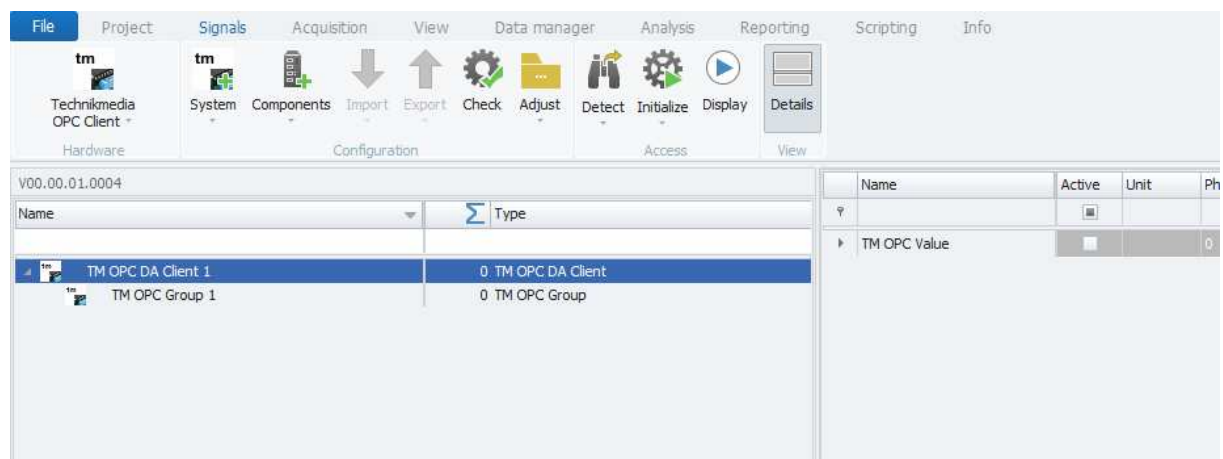 File Project Signals Acquisition View Data manager Analysis Reporting Scripting Info
tm tm
Technikmedia System Components Import Export Check Adjust Detect Initialize Display Details
OPC Client
Hardware Configuration Access View
V00.00.01.0004
Name Type
Name Active Unit Ph
TM OPC Value 0
TM OPC DA Client 1 0 TM OPC DA Client
TM OPC Group 1 0 TM OPC Group